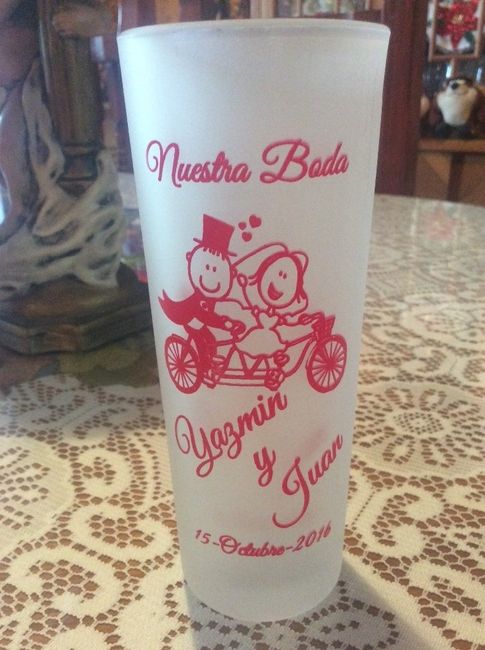 Nuestra Boda
Yazmin
y
Juan
15-Octubre-2016